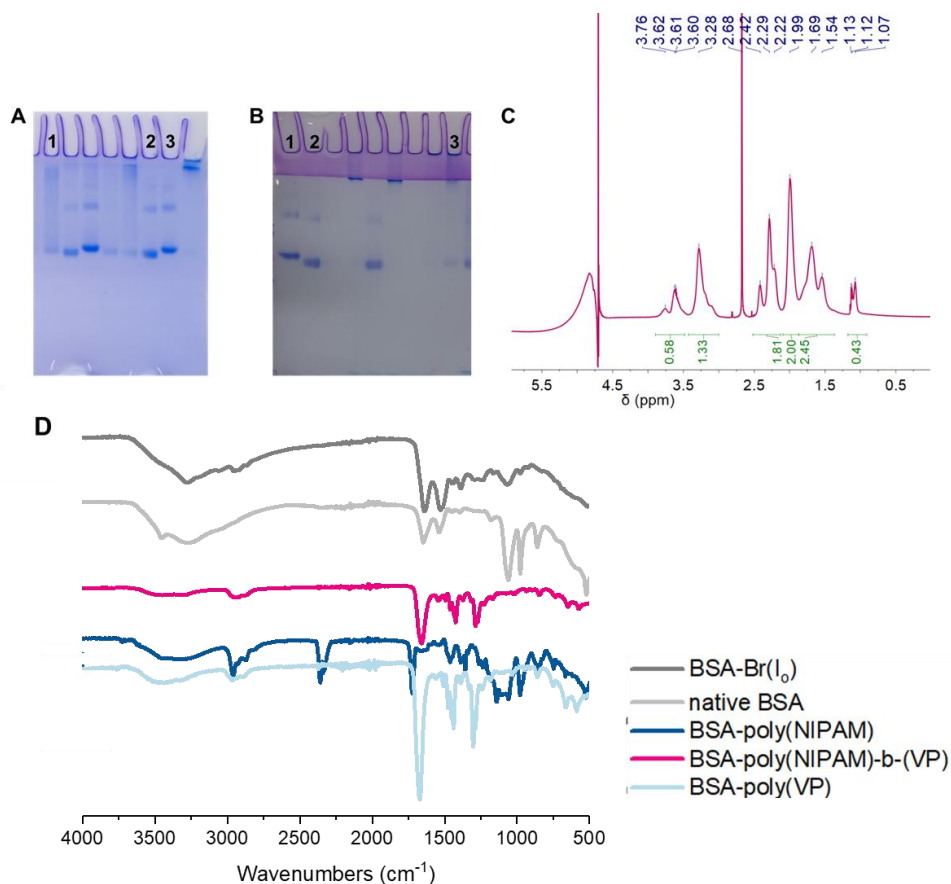 A
1
2
3
B
1
2
3
C
3.76
3.62
3.61
3.60
3.28
2.68
2.42
2.29
2.22
1.99
1.69
1.54
1.13
1.12
1.07
0.58
1.33
1.81
2.00
2.45
0.43
5.5 4.5 3.5 2.5 1.5 0.5
δ (ppm)
D
BSA-Br(Iₒ)
native BSA
BSA-poly(NIPAM)
BSA-poly(NIPAM)-b-(VP)
BSA-poly(VP)
4000 3500 3000 2500 2000 1500 1000 500
Wavenumbers (cm⁻¹)